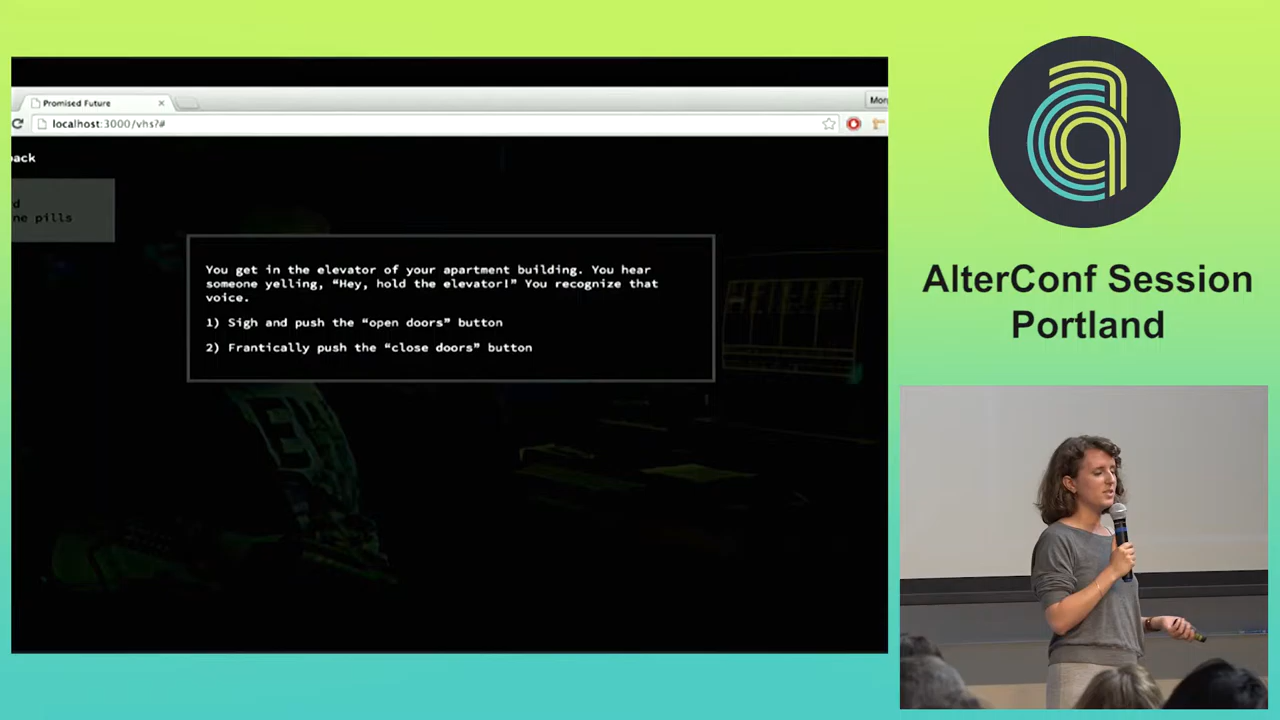 Promised Future
Mor
localhost:3000/vhs?#
back
d
ne pills
You get in the elevator of your apartment building. You hear
someone yelling, “Hey, hold the elevator!” You recognize that
voice.
1) Sigh and push the “open doors” button
2) Frantically push the “close doors” button
AlterConf Session
Portland